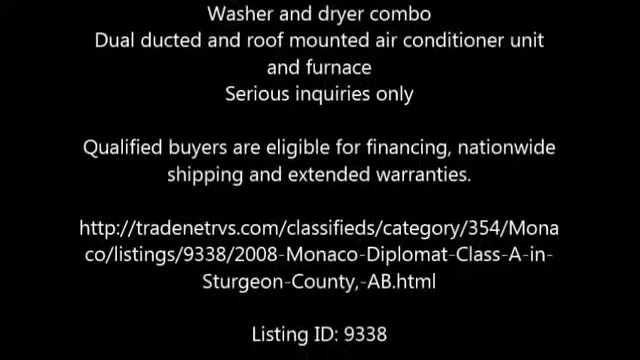 Washer and dryer combo
Dual ducted and roof mounted air conditioner unit
and furnace
Serious inquiries only
Qualified buyers are eligible for financing, nationwide
shipping and extended warranties.
http://tradenetrvs.com/classifieds/category/354/Mona
co/listings/9338/2008-Monaco-Diplomat-Class-A-in-
Sturgeon-County,-AB.html
Listing ID: 9338